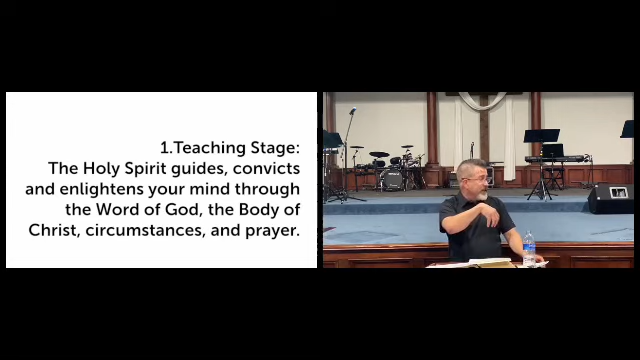 1.Teaching Stage:
The Holy Spirit guides, convicts
and enlightens your mind through
the Word of God, the Body of
Christ, circumstances, and prayer.